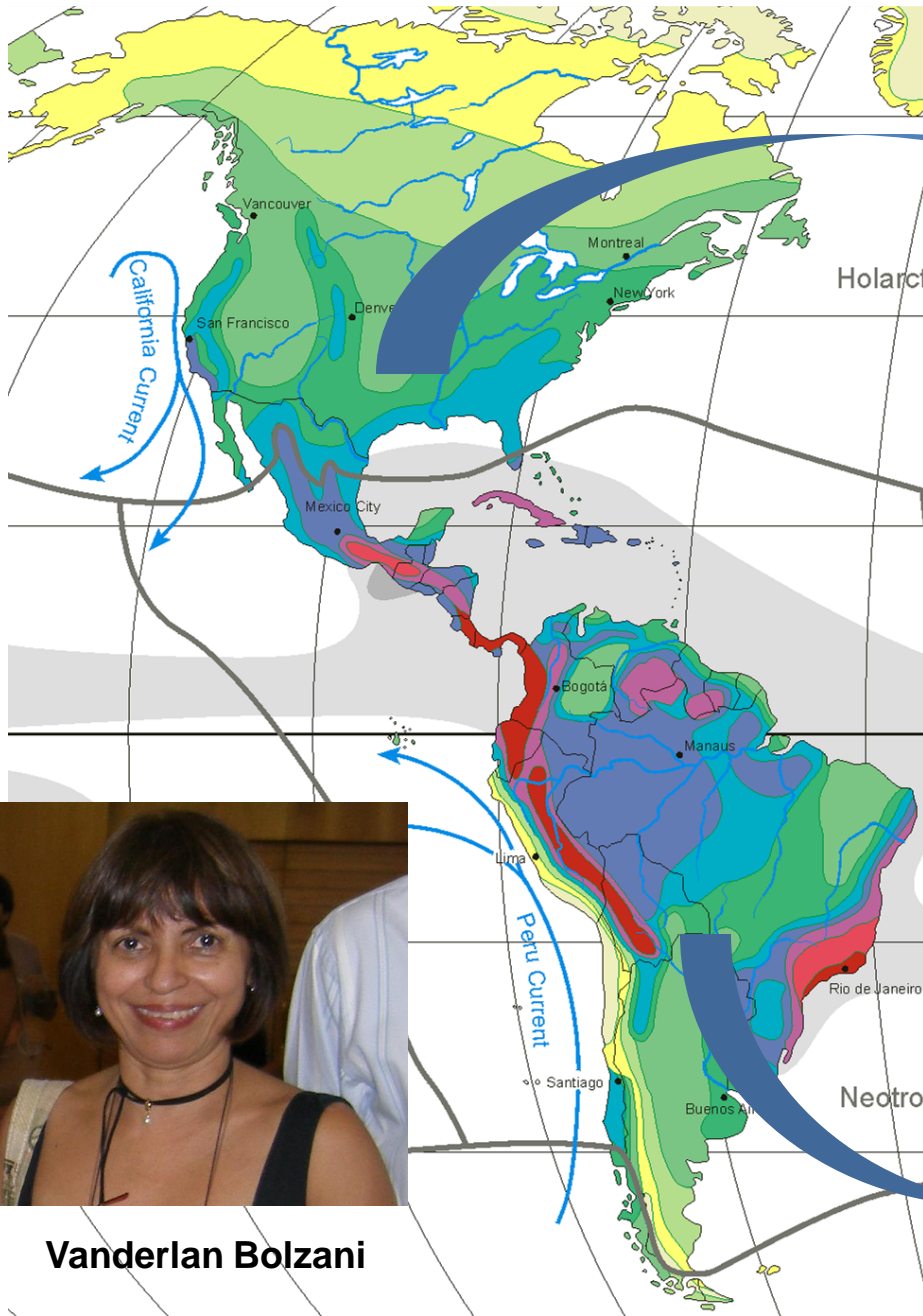 Vancouver
Montreal
Holarct
New York
Denve
San Francisco
California Current
Mexico City
Bogotá
Manaus
Lima
Peru Current
Rio de Janeiro
Santiago
Buenos Ai
Neotro
Vanderlan Bolzani